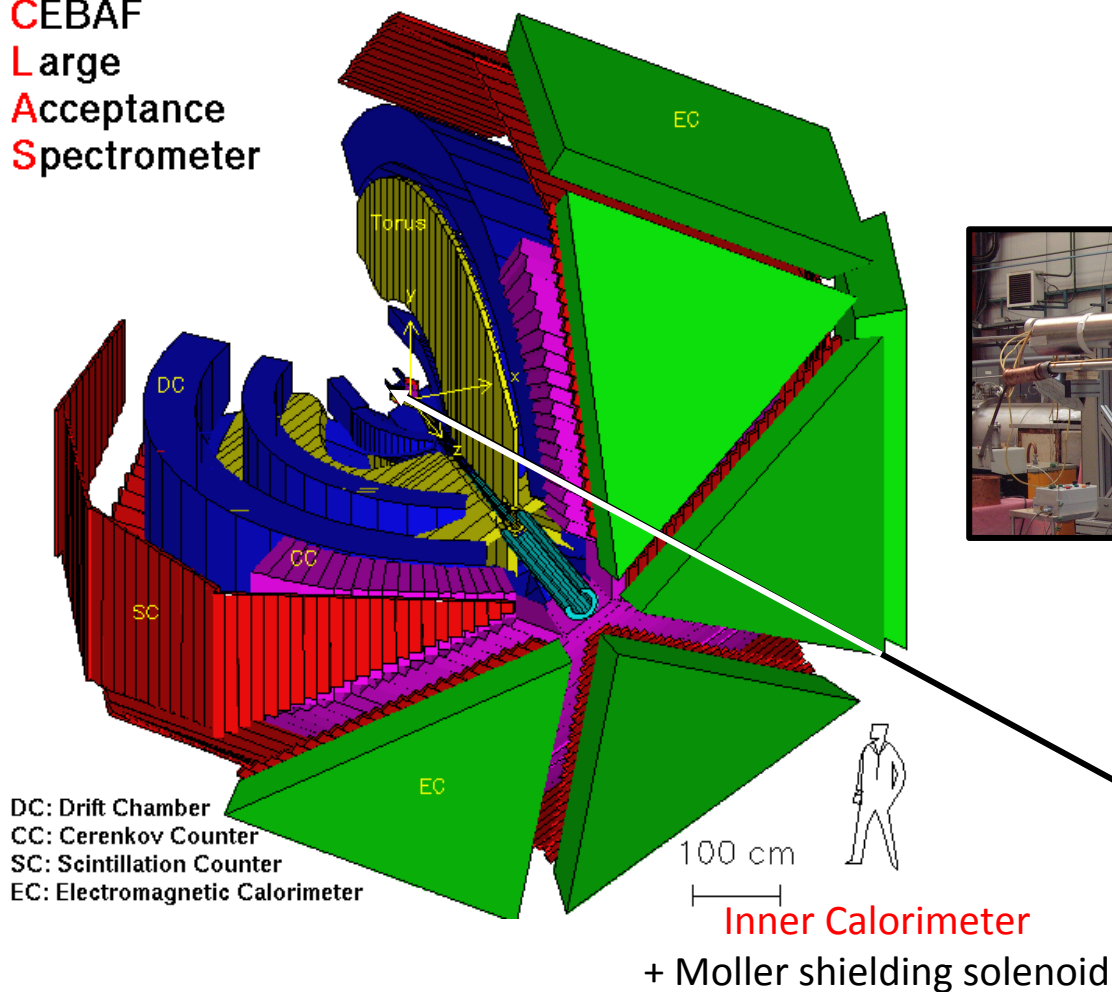 CEBAF
Large
Acceptance
Spectrometer
EC
Torus
y
x
DC
z
CC
SC
EC
DC: Drift Chamber
CC: Cerenkov Counter
SC: Scintillation Counter
EC: Electromagnetic Calorimeter
100 cm
Inner Calorimeter
+ Moller shielding solenoid